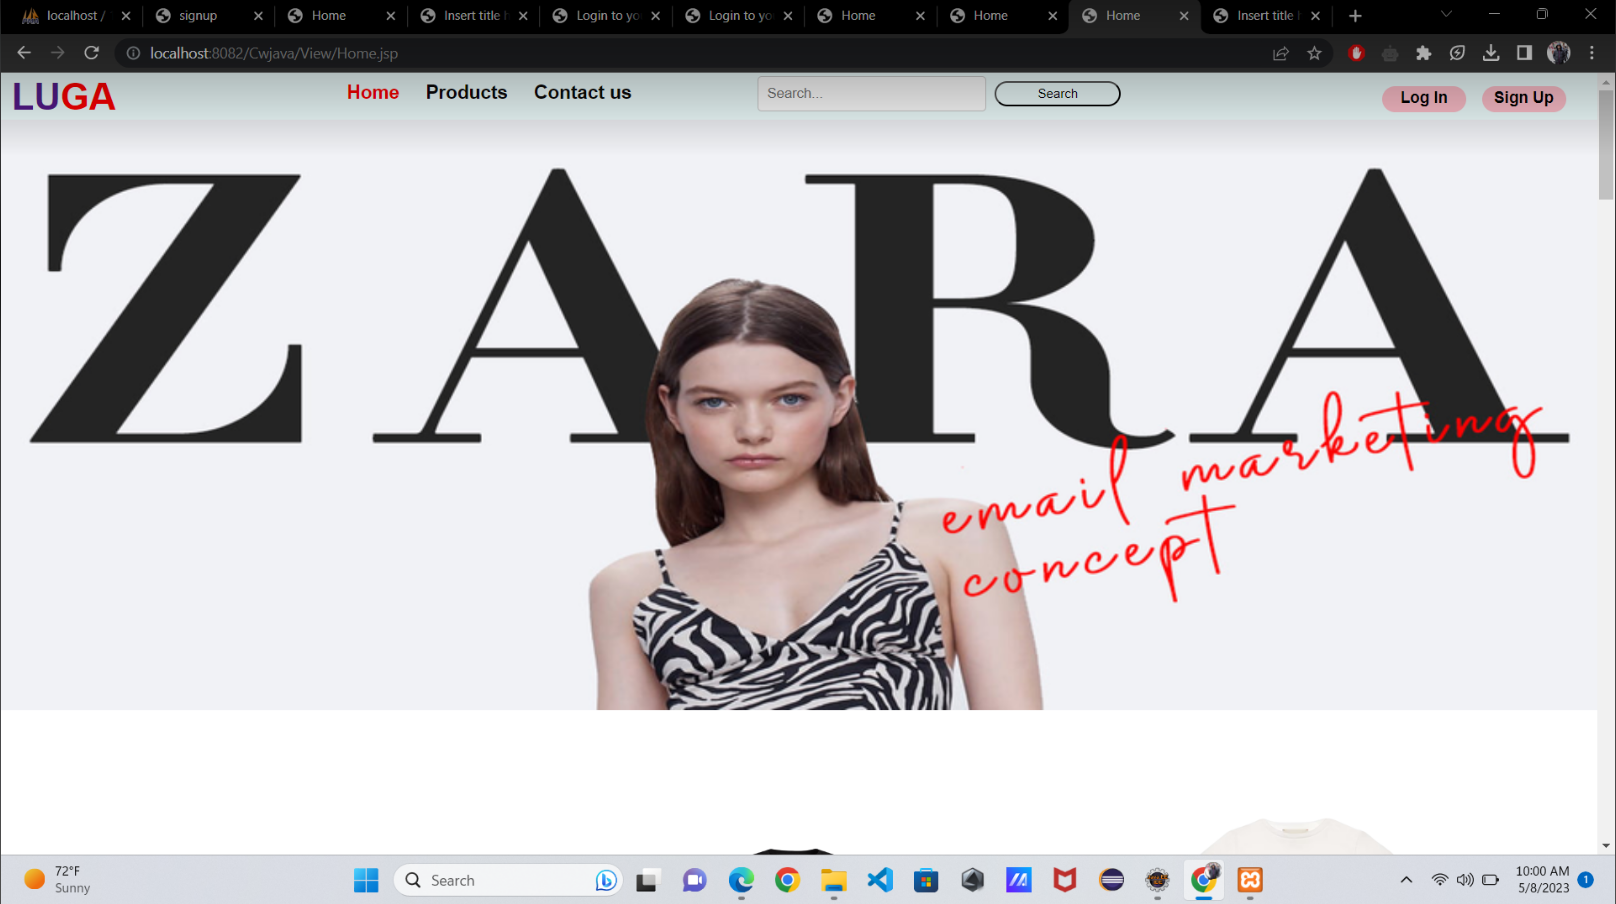 localhost /
signup
Home
Insert title h
Login to yo
Login to yo
Home
Home
Home
Insert title h
localhost:8082/Cwjava/View/Home.jsp
LUGA
Home
Products
Contact us
Search...
Search
Log In
Sign Up
ZARA
email marketing
concept
72°F
Sunny
Search
10:00 AM
5/8/2023
1